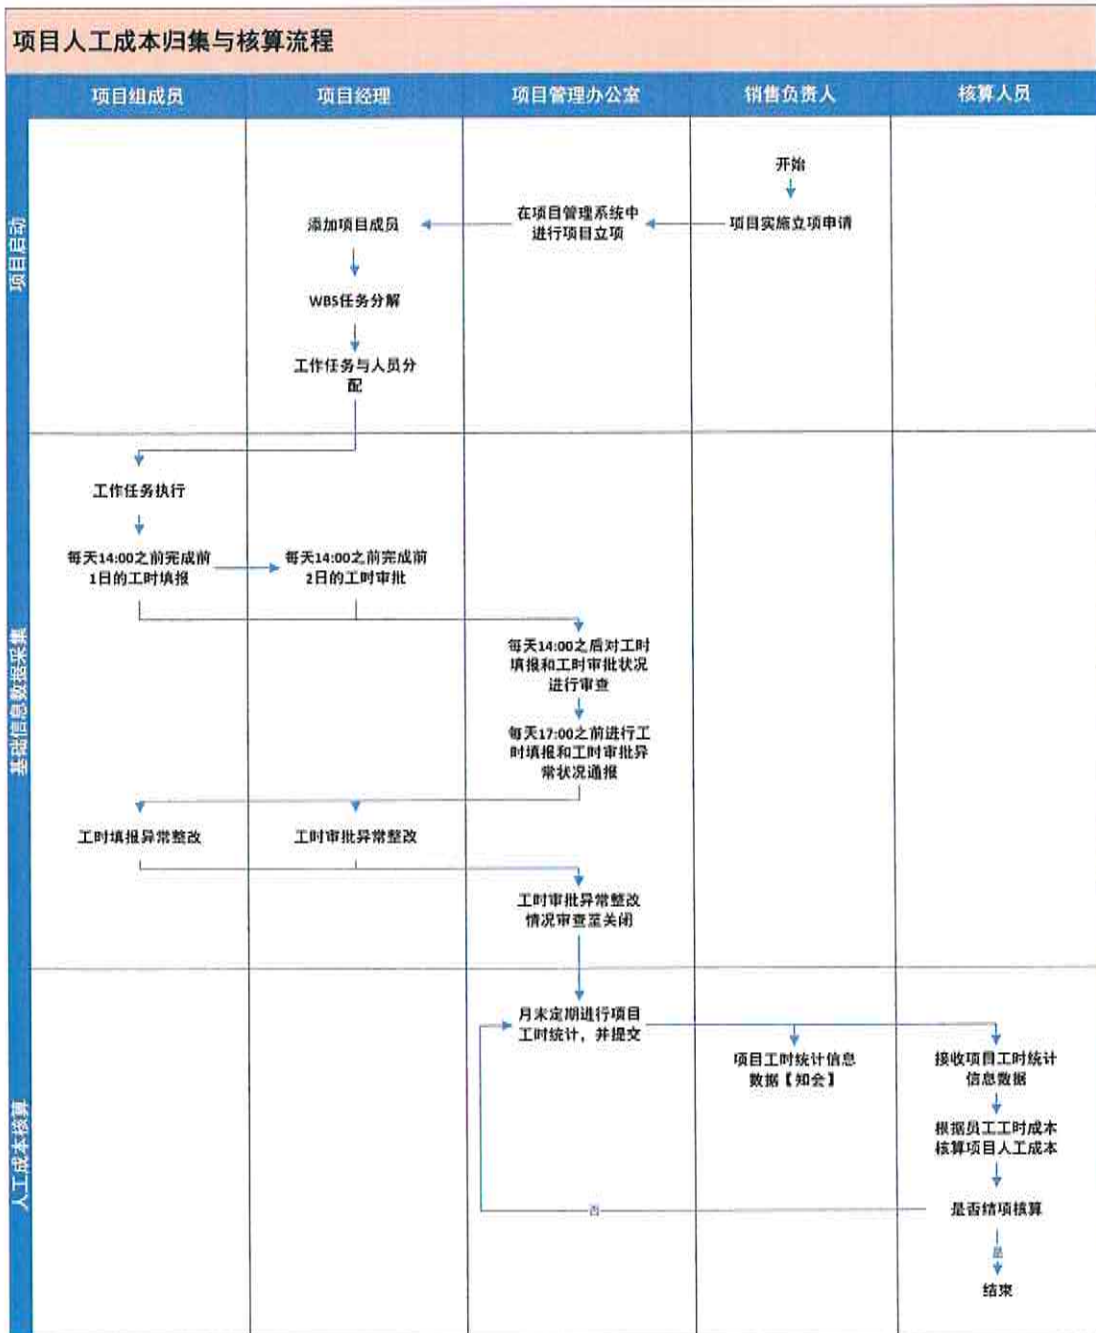 项目人工成本归集与核算流程
项目组成员
项目经理
项目管理办公室
销售负责人
核算人员
项目启动
开始
添加项目成员
在项目管理系统中
进行项目立项
项目实施立项申请
WBS任务分解
工作任务与人员分
配
基础信息数据采集
工作任务执行
每天14:00之前完成前
1日的工时填报
每天14:00之前完成前
2日的工时审批
每天14:00之后对工时
填报和工时审批状况
进行审查
每天17:00之前进行工
时填报和工时审批异
常状况通报
工时填报异常整改
工时审批异常整改
工时审批异常整改
情况审查至关闭
人工成本核算
月末定期进行项目
工时统计，并提交
项目工时统计信息
数据【知会】
接收项目工时统计
信息数据
根据员工工时成本
核算项目人工成本
否
是否结项核算
是
结束